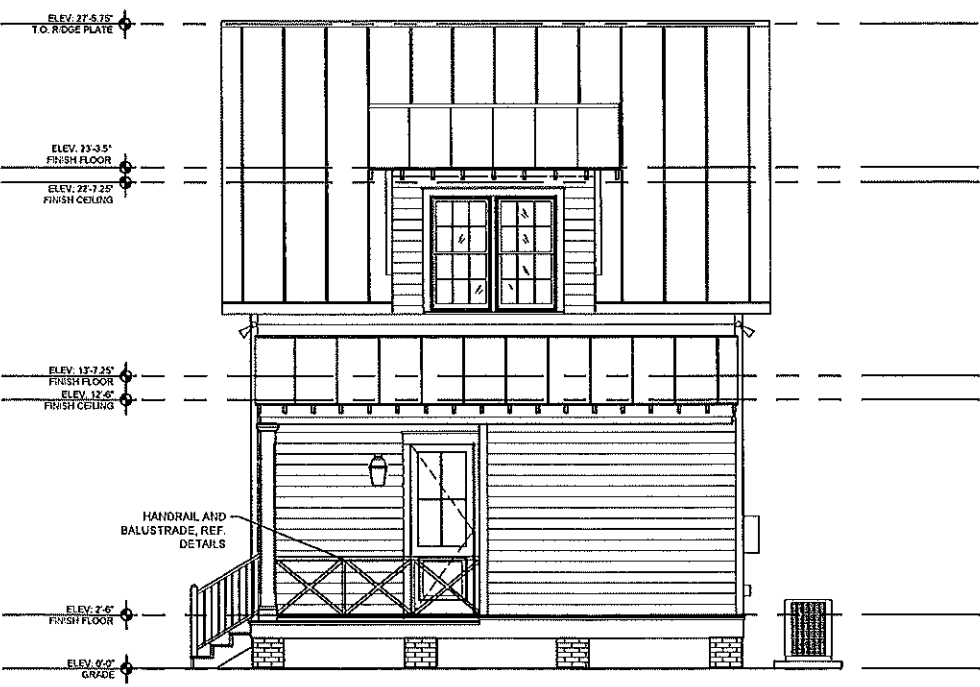 ELEV: 27'-5.75"
T.O. RIDGE PLATE
ELEV. 23'-3.5"
FINISH FLOOR
ELEV: 22'-7.25"
FINISH CEILING
ELEV: 13'-7.25"
FINISH FLOOR
ELEV. 12'-6"
FINISH CEILING
HANDRAIL AND
BALUSTRADE, REF.
DETAILS
ELEV: 2'-6"
FINISH FLOOR
ELEV: 0'-0"
GRADE